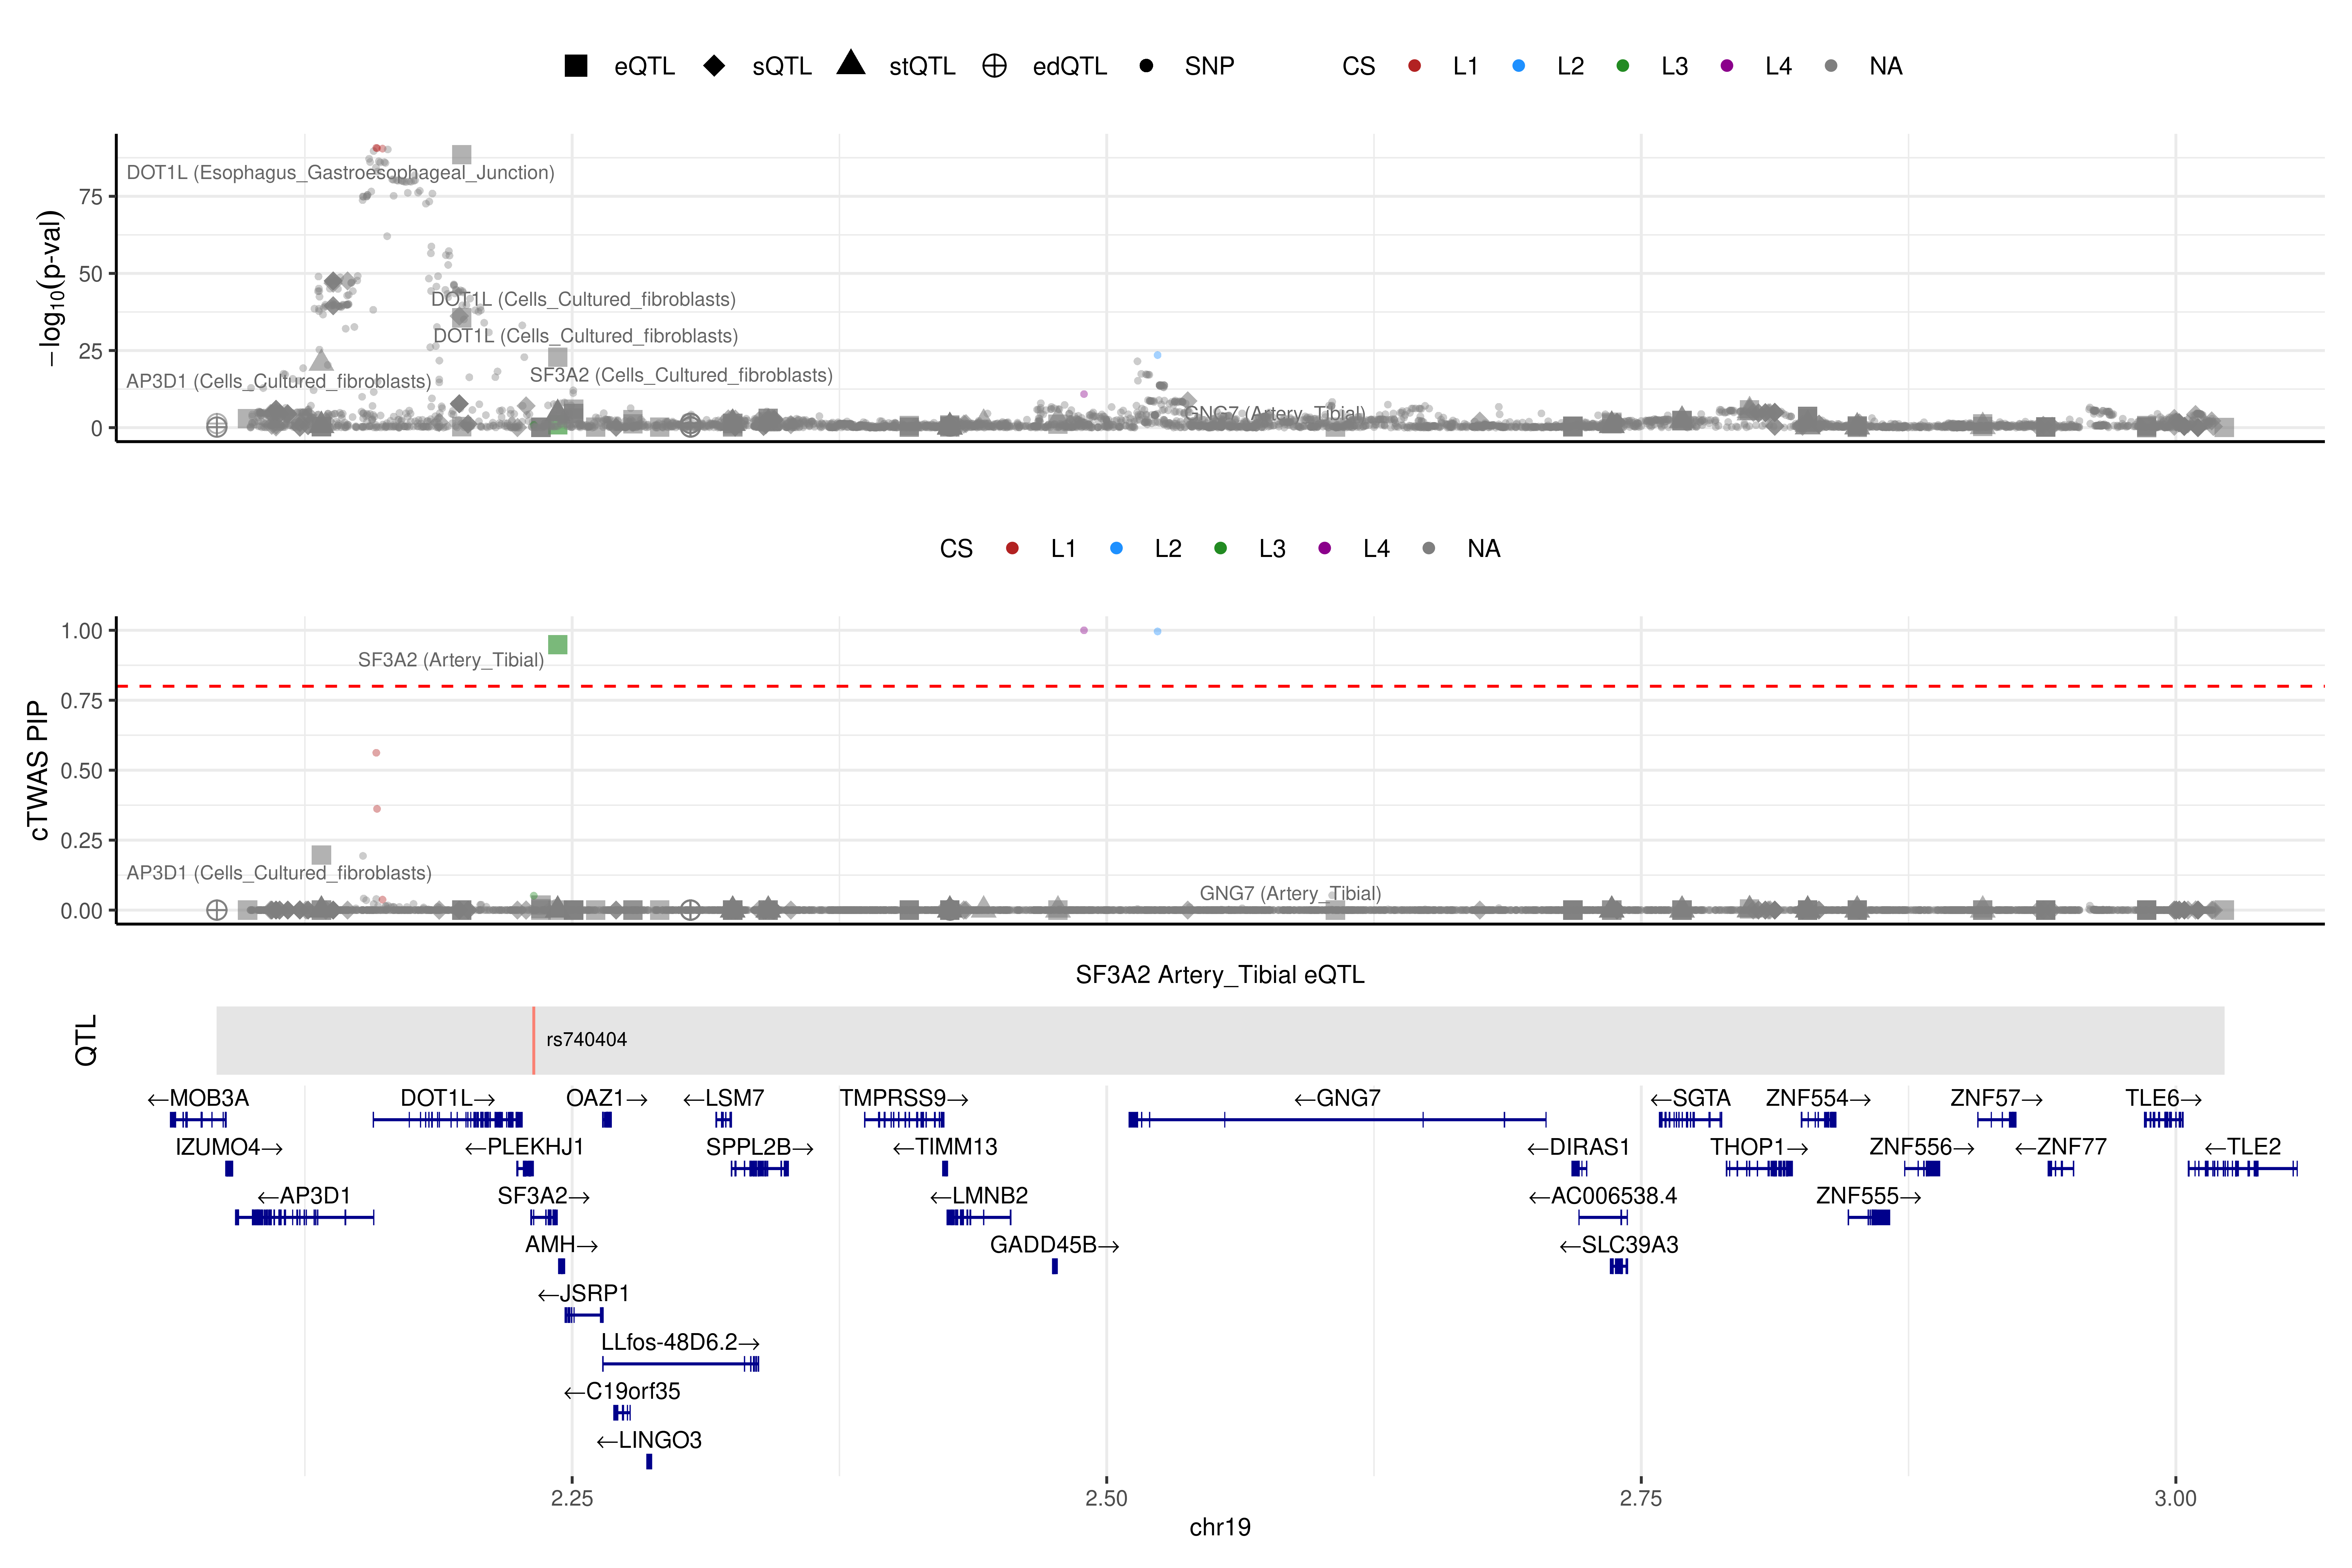 eQTL sQTL stQTL edQTL SNP CS L1 L2 L3 L4 NA
−log10(p-val)
75
50
25
0
DOT1L (Esophagus_Gastroesophageal_Junction)
DOT1L (Cells_Cultured_fibroblasts)
DOT1L (Cells_Cultured_fibroblasts)
SF3A2 (Cells_Cultured_fibroblasts)
AP3D1 (Cells_Cultured_fibroblasts)
GNG7 (Artery_Tibial)
CS L1 L2 L3 L4 NA
cTWAS PIP
1.00
0.75
0.50
0.25
0.00
SF3A2 (Artery_Tibial)
AP3D1 (Cells_Cultured_fibroblasts)
GNG7 (Artery_Tibial)
SF3A2 Artery_Tibial eQTL
QTL
rs740404
←MOB3A DOT1L→ OAZ1→ ←LSM7 TMPRSS9→ ←GNG7 ←SGTA ZNF554→ ZNF57→ TLE6→
IZUMO4→ ←PLEKHJ1 SPPL2B→ ←TIMM13 ←DIRAS1 THOP1→ ZNF556→ ←ZNF77 ←TLE2
←AP3D1 SF3A2→ ←LMNB2 ←AC006538.4 ZNF555→
AMH→ GADD45B→ ←SLC39A3
←JSRP1
LLfos-48D6.2→
←C19orf35
←LINGO3
2.25 2.50 2.75 3.00
chr19